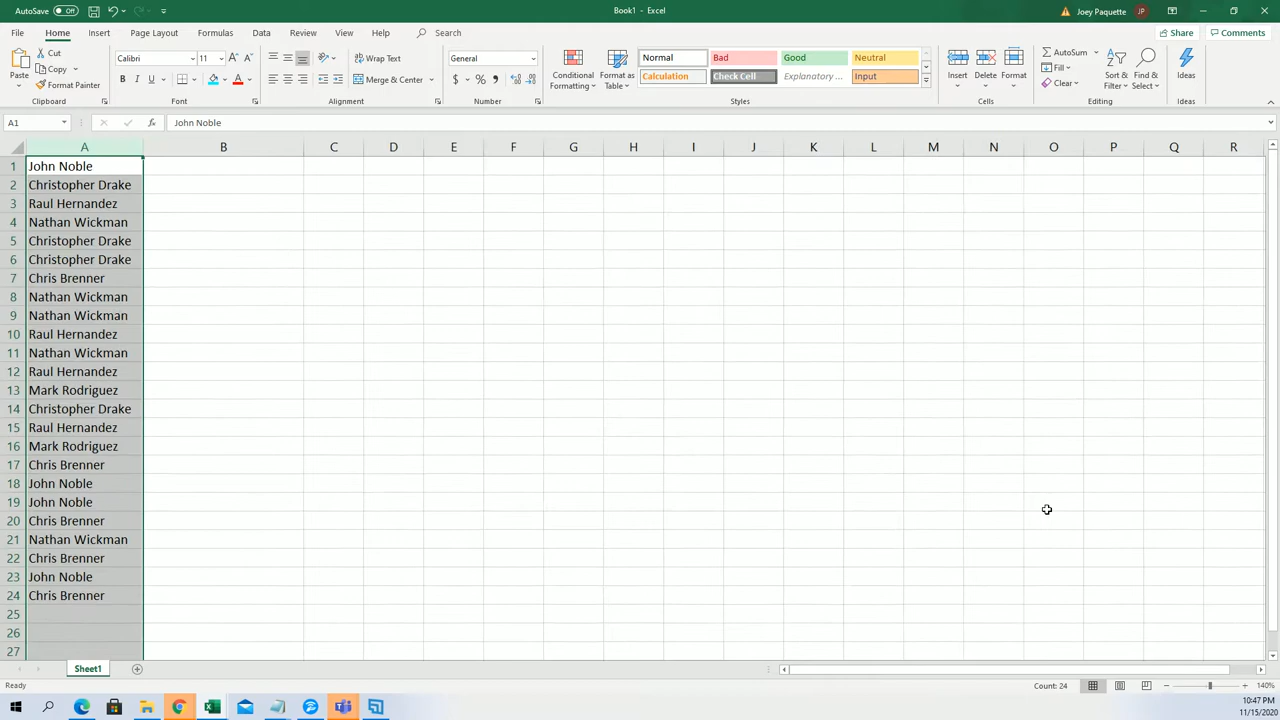 AutoSave Off Book1 - Excel Joey Paquette JP
File Home Insert Page Layout Formulas Data Review View Help Search Share Comments
Paste Cut Copy Format Painter Clipboard
Calibri 11 B I U A Font
Wrap Text Merge & Center Alignment
General $ % Number
Conditional Formatting Format as Table
Normal Bad Good Neutral
Calculation Check Cell Explanatory ... Input
Styles
Insert Delete Format Cells
AutoSum Fill Clear Sort & Filter Find & Select Editing
Ideas Ideas
A1 fx John Noble
A B C D E F G H I J K L M N O P Q R
1 John Noble
2 Christopher Drake
3 Raul Hernandez
4 Nathan Wickman
5 Christopher Drake
6 Christopher Drake
7 Chris Brenner
8 Nathan Wickman
9 Nathan Wickman
10 Raul Hernandez
11 Nathan Wickman
12 Raul Hernandez
13 Mark Rodriguez
14 Christopher Drake
15 Raul Hernandez
16 Mark Rodriguez
17 Chris Brenner
18 John Noble
19 John Noble
20 Chris Brenner
21 Nathan Wickman
22 Chris Brenner
23 John Noble
24 Chris Brenner
25
26
27
Sheet1
Ready Count: 24 140%
10:47 PM
11/15/2020